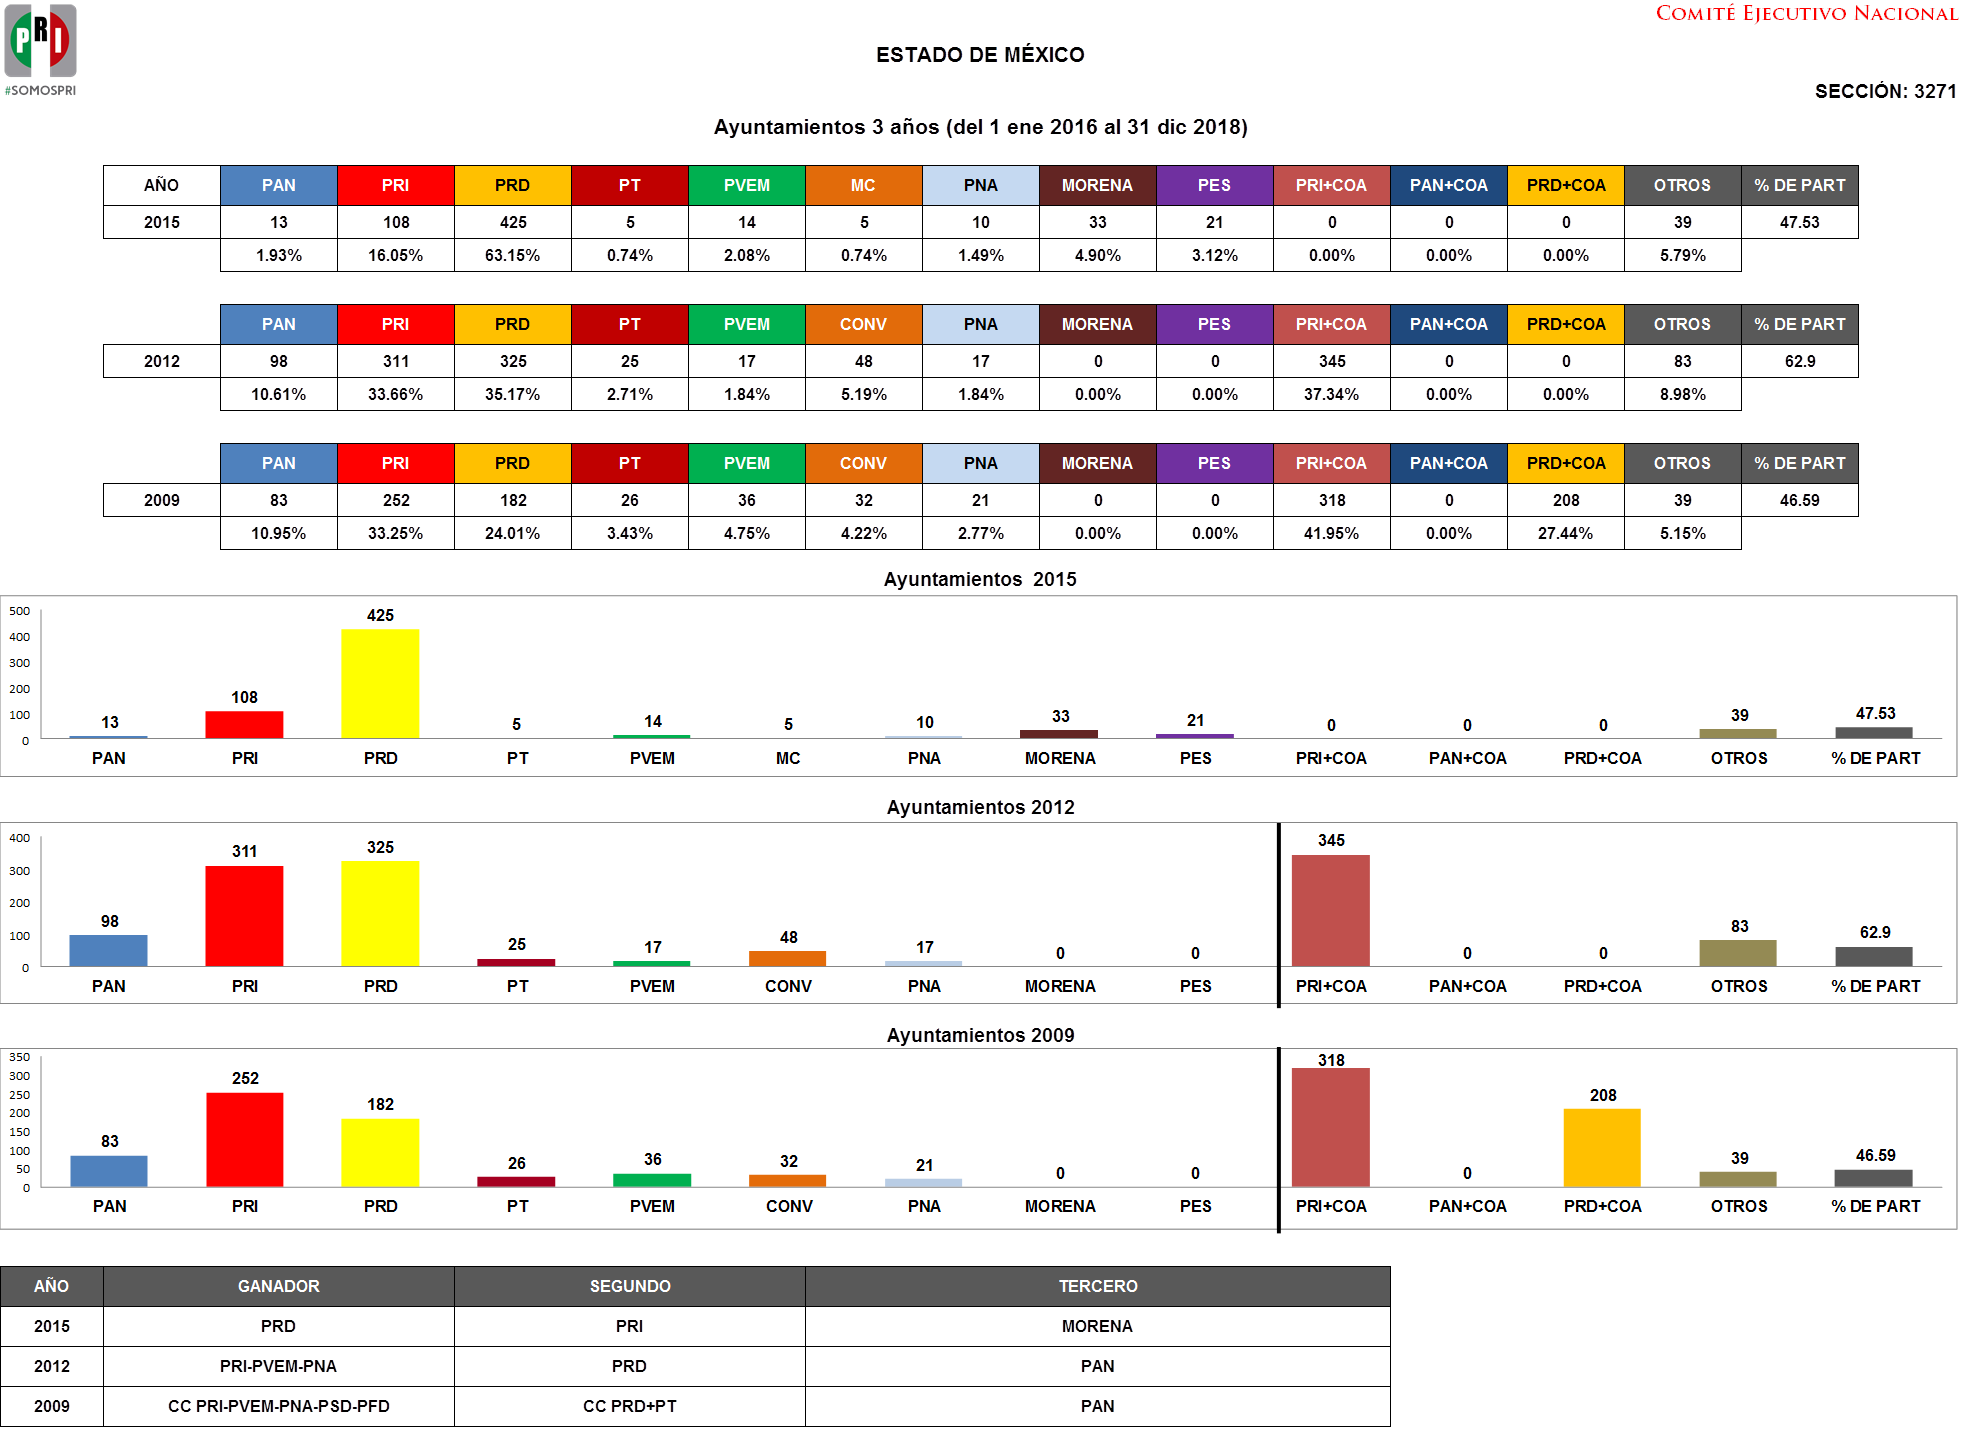 PRI
#SOMOSPRI
COMITÉ EJECUTIVO NACIONAL
ESTADO DE MÉXICO
SECCIÓN: 3271
Ayuntamientos 3 años (del 1 ene 2016 al 31 dic 2018)
AÑO PAN PRI PRD PT PVEM MC PNA MORENA PES PRI+COA PAN+COA PRD+COA OTROS % DE PART
2015 13 108 425 5 14 5 10 33 21 0 0 0 39 47.53
1.93% 16.05% 63.15% 0.74% 2.08% 0.74% 1.49% 4.90% 3.12% 0.00% 0.00% 0.00% 5.79%
PAN PRI PRD PT PVEM CONV PNA MORENA PES PRI+COA PAN+COA PRD+COA OTROS % DE PART
2012 98 311 325 25 17 48 17 0 0 345 0 0 83 62.9
10.61% 33.66% 35.17% 2.71% 1.84% 5.19% 1.84% 0.00% 0.00% 37.34% 0.00% 0.00% 8.98%
PAN PRI PRD PT PVEM CONV PNA MORENA PES PRI+COA PAN+COA PRD+COA OTROS % DE PART
2009 83 252 182 26 36 32 21 0 0 318 0 208 39 46.59
10.95% 33.25% 24.01% 3.43% 4.75% 4.22% 2.77% 0.00% 0.00% 41.95% 0.00% 27.44% 5.15%
Ayuntamientos 2015
500
400
300
200
100
0
13 108 425 5 14 5 10 33 21 0 0 0 39 47.53
PAN PRI PRD PT PVEM MC PNA MORENA PES PRI+COA PAN+COA PRD+COA OTROS % DE PART
Ayuntamientos 2012
400
300
200
100
0
98 311 325 25 17 48 17 0 0 345 0 0 83 62.9
PAN PRI PRD PT PVEM CONV PNA MORENA PES PRI+COA PAN+COA PRD+COA OTROS % DE PART
Ayuntamientos 2009
350
300
250
200
150
100
50
0
83 252 182 26 36 32 21 0 0 318 0 208 39 46.59
PAN PRI PRD PT PVEM CONV PNA MORENA PES PRI+COA PAN+COA PRD+COA OTROS % DE PART
AÑO GANADOR SEGUNDO TERCERO
2015 PRD PRI MORENA
2012 PRI-PVEM-PNA PRD PAN
2009 CC PRI-PVEM-PNA-PSD-PFD CC PRD+PT PAN